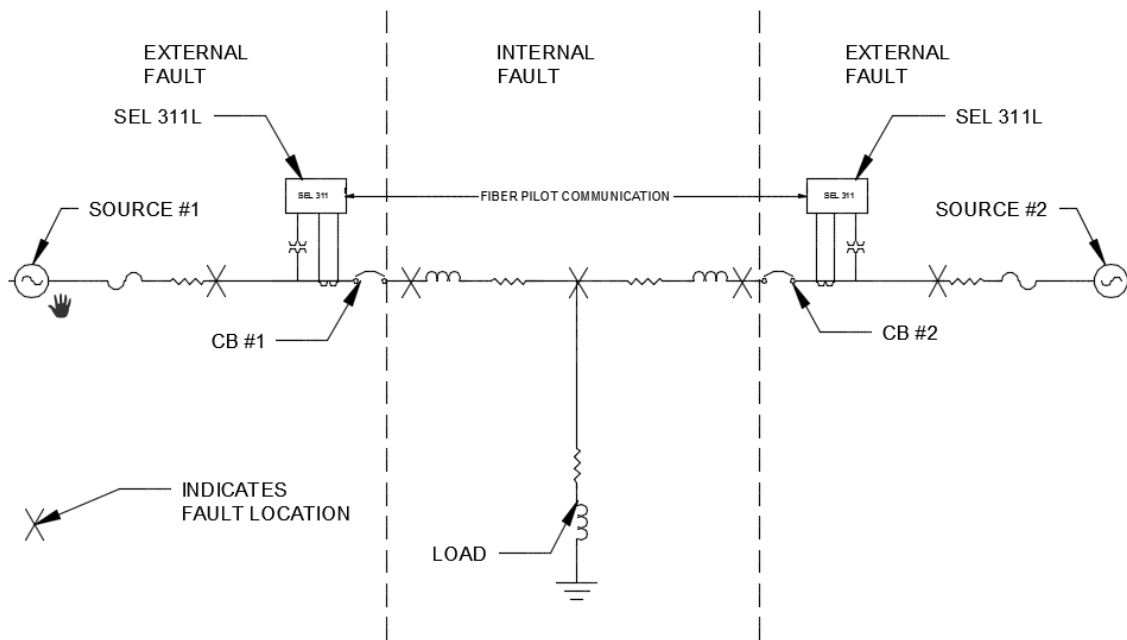 EXTERNAL
FAULT
INTERNAL
FAULT
EXTERNAL
FAULT
SEL 311L
SEL 311L
SEL 311
FIBER PILOT COMMUNICATION
SEL 311
SOURCE #1
SOURCE #2
CB #1
CB #2
INDICATES
FAULT LOCATION
LOAD